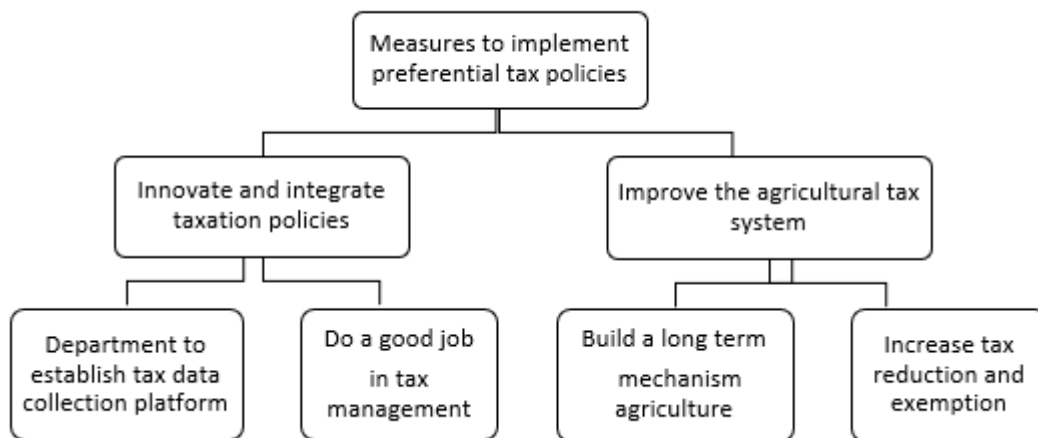 Measures to implement
preferential tax policies
Innovate and integrate
taxation policies
Improve the agricultural tax
system
Department to
establish tax data
collection platform
Do a good job
in tax
management
Build a long term
mechanism
agriculture
Increase tax
reduction and
exemption